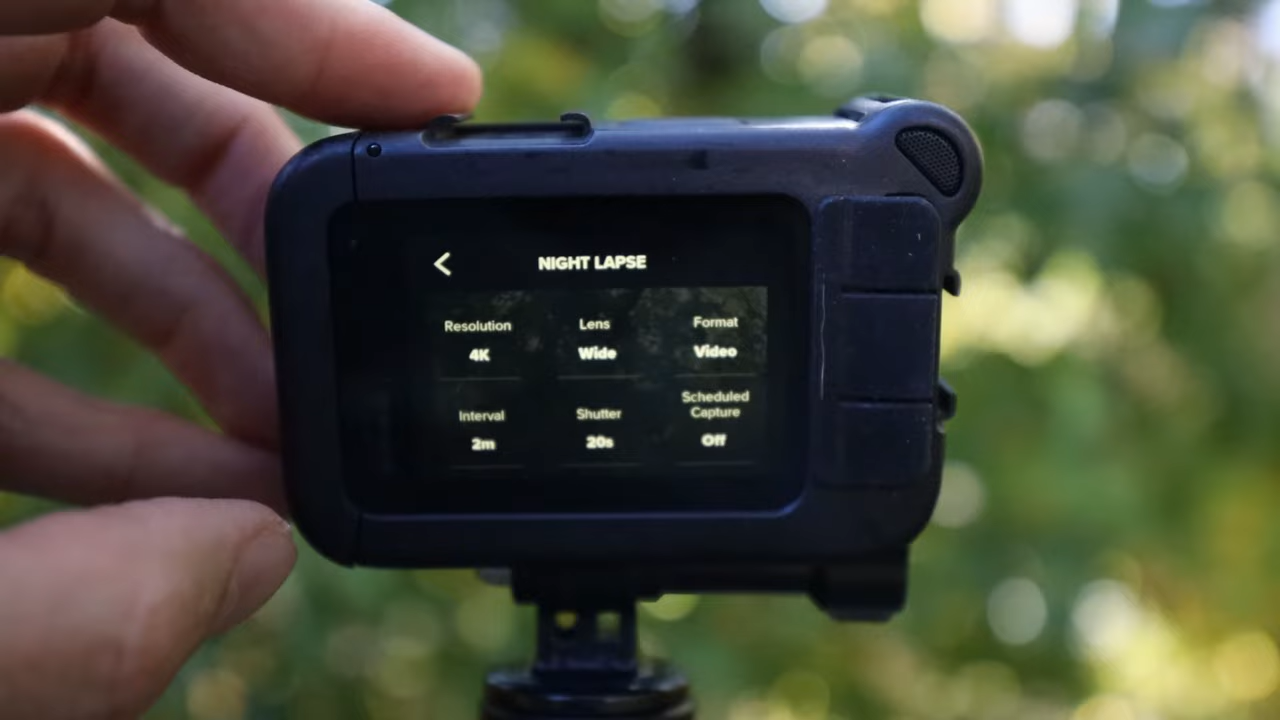 NIGHT LAPSE
Resolution
4K
Lens
Wide
Format
Video
Interval
2m
Shutter
20s
Scheduled
Capture
Off